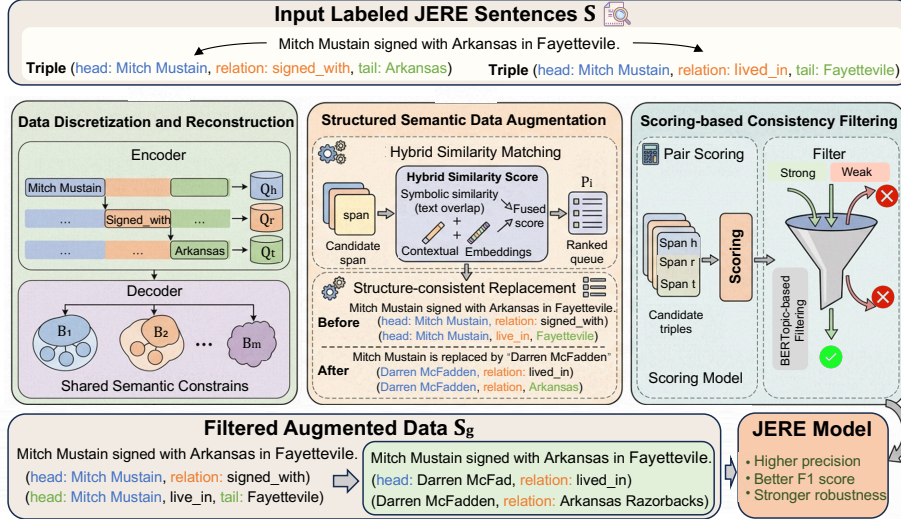 Input Labeled JERE Sentences S
Mitch Mustain signed with Arkansas in Fayettevile.
Triple (head: Mitch Mustain, relation: signed_with, tail: Arkansas)
Triple (head: Mitch Mustain, relation: lived_in, tail: Fayettevile)
Data Discretization and Reconstruction
Encoder
Mitch Mustain
Qh
...
Signed_with
...
Qr
...
...
Arkansas
Qt
Decoder
B1
B2
...
Bm
Shared Semantic Constrains
Structured Semantic Data Augmentation
Hybrid Similarity Matching
span
Candidate
span
Hybrid Similarity Score
Symbolic similarity
(text overlap)
+
+
Fused
score
Contextual
Embeddings
Pi
Ranked
queue
Structure-consistent Replacement
Mitch Mustain signed with Arkansas in Fayettevile.
Before
(head: Mitch Mustain, relation: signed_with)
(head: Mitch Mustain, live_in, Fayettevile)
Mitch Mustain is replaced by "Darren McFadden"
After
(Darren McFadden, relation: lived_in)
(Darren McFadden, relation, Arkansas)
Scoring-based Consistency Filtering
Pair Scoring
Span h
Span r
Span t
Candidate
triples
Scoring
Scoring Model
Filter
Strong
Weak
BERTopic-based
Filtering
Filtered Augmented Data Sg
Mitch Mustain signed with Arkansas in Fayettevile.
(head: Mitch Mustain, relation: signed_with)
(head: Mitch Mustain, live_in, tail: Fayettevile)
Mitch Mustain signed with Arkansas in Fayettevile.
(head: Darren McFad, relation: lived_in)
(Darren McFadden, relation: Arkansas Razorbacks)
JERE Model
• Higher precision
• Better F1 score
• Stronger robustness